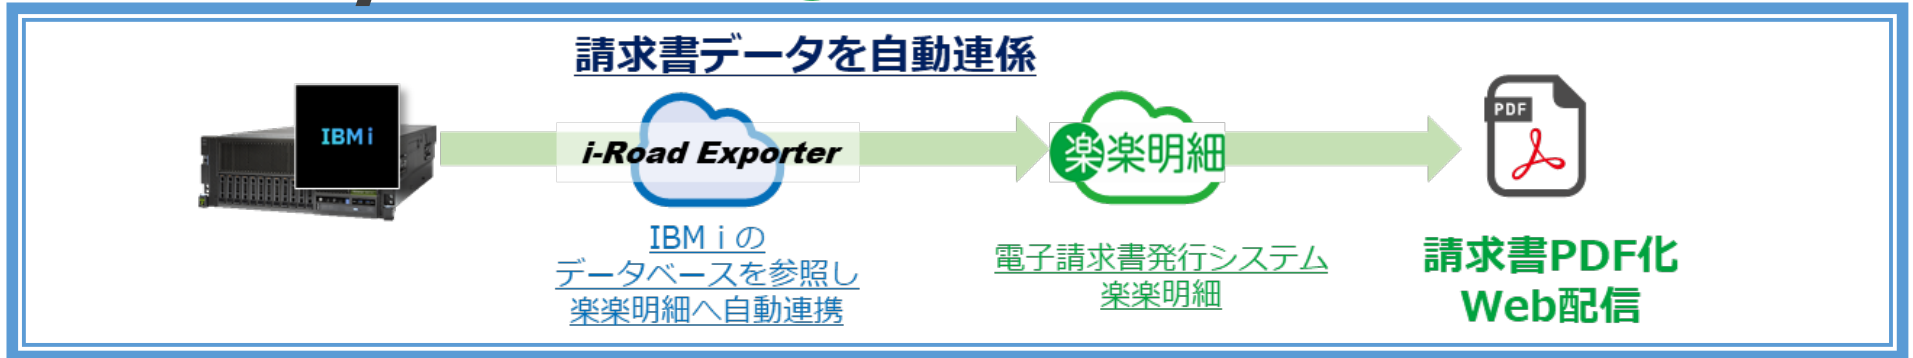 請求書データを自動連係
IBM i
i-Road Exporter
楽楽明細
PDF
IBM i の
データベースを参照し
楽楽明細へ自動連携
電子請求書発行システム
楽楽明細
請求書PDF化
Web配信